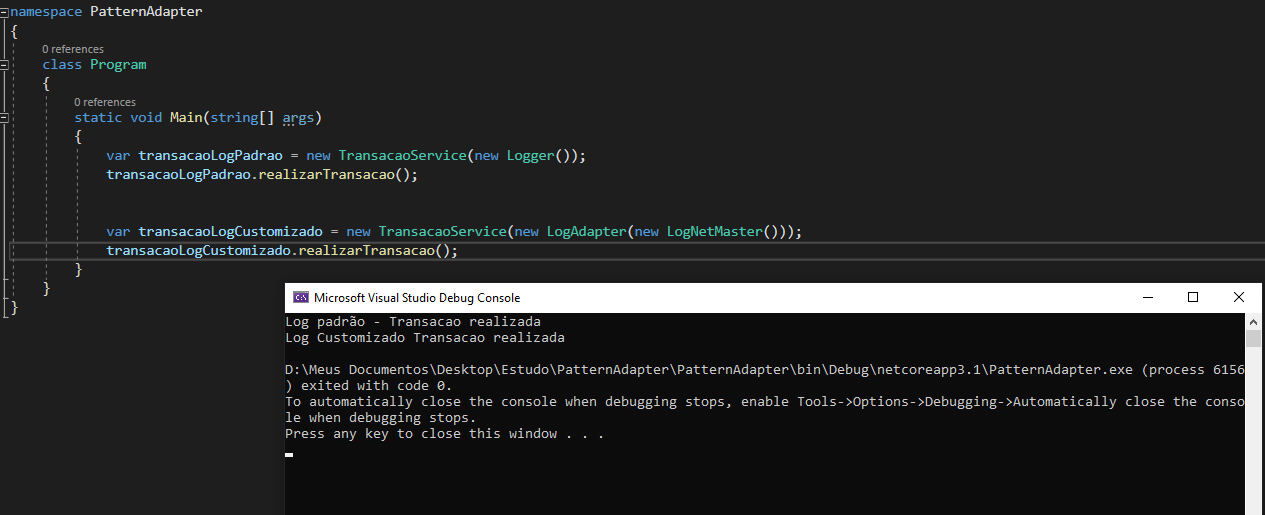 namespace PatternAdapter
{
0 references
class Program
{
0 references
static void Main(string[] args)
{
var transacaoLogPadrao = new TransacaoService(new Logger());
transacaoLogPadrao.realizarTransacao();
var transacaoLogCustomizado = new TransacaoService(new LogAdapter(new LogNetMaster()));
transacaoLogCustomizado.realizarTransacao();
}
}
}
C:\ Microsoft Visual Studio Debug Console
Log padrão - Transacao realizada
Log Customizado Transacao realizada
D:\Meus Documentos\Desktop\Estudo\PatternAdapter\PatternAdapter\bin\Debug\netcoreapp3.1\PatternAdapter.exe (process 6156
) exited with code 0.
To automatically close the console when debugging stops, enable Tools->Options->Debugging->Automatically close the conso
le when debugging stops.
Press any key to close this window . . .